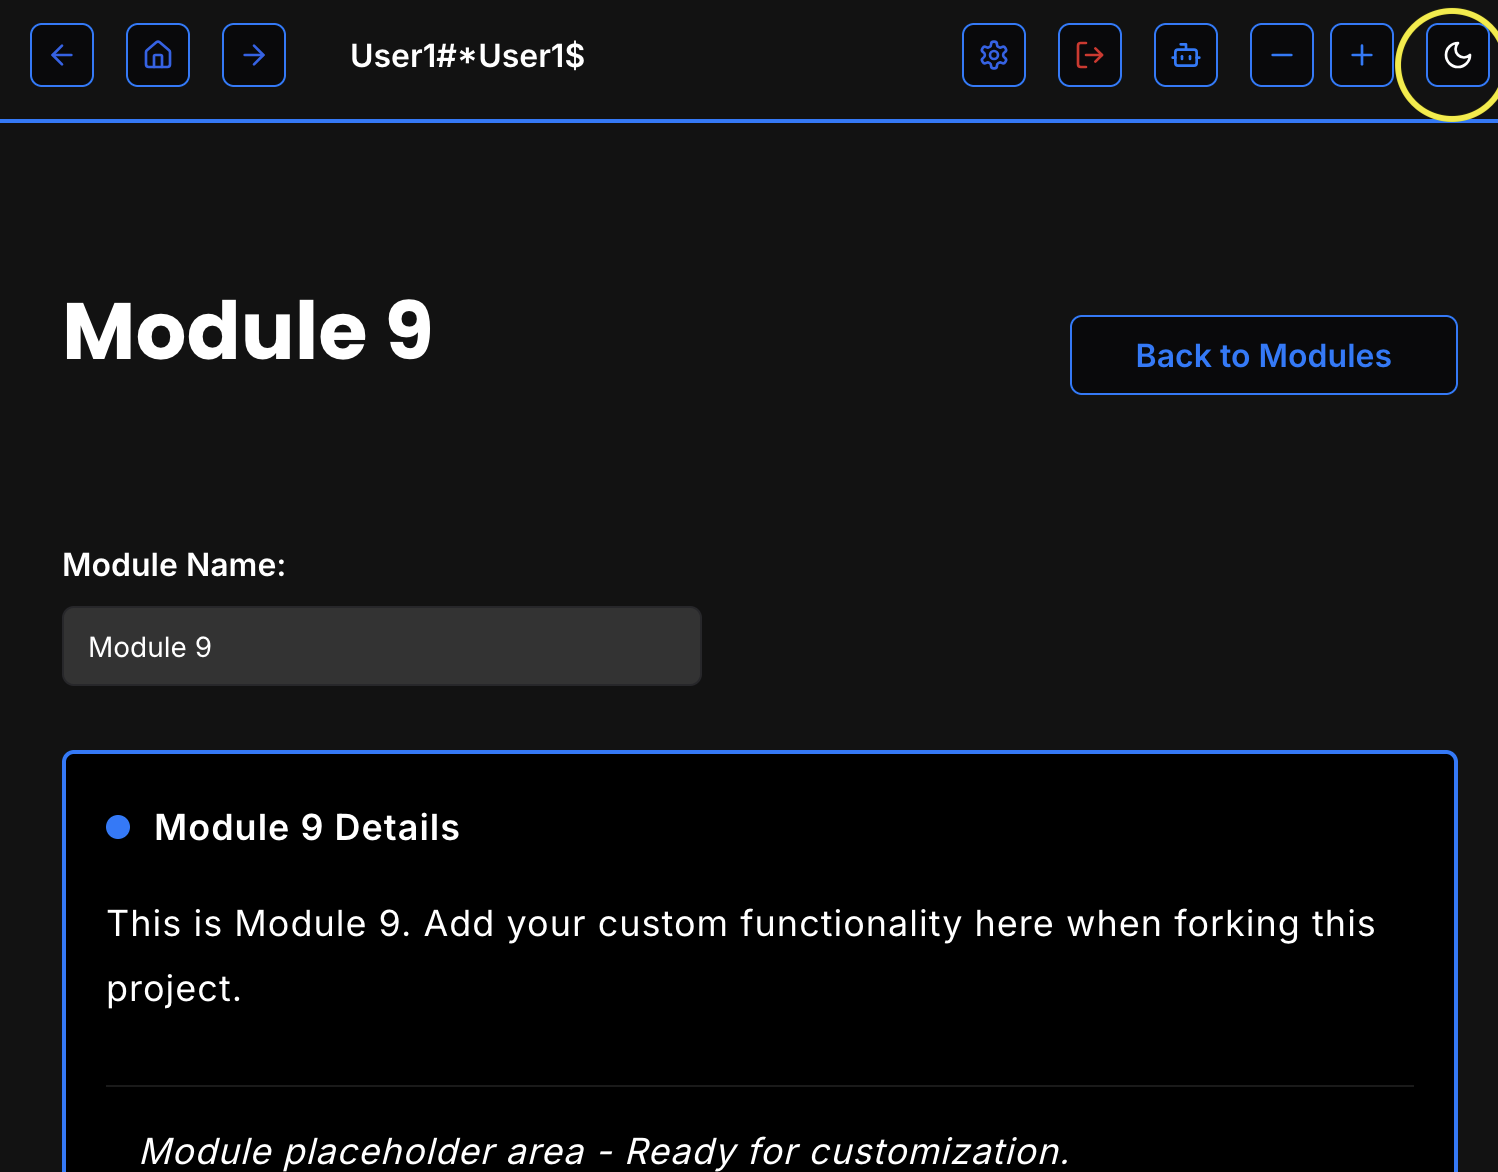 User1#*User1$
Module 9
Back to Modules
Module Name:
Module 9
Module 9 Details
This is Module 9. Add your custom functionality here when forking this
project.
Module placeholder area - Ready for customization.